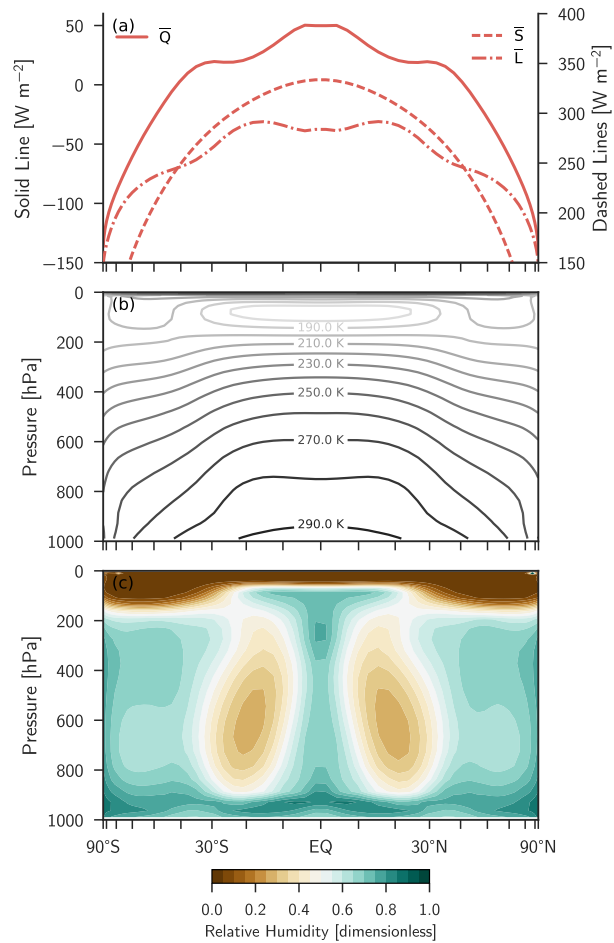 (a)
Q̅
S̅
L̅
Solid Line [W m⁻²]
50
0
−50
−100
−150
Dashed Lines [W m⁻²]
400
350
300
250
200
150
(b)
Pressure [hPa]
0
200
400
600
800
1000
190.0 K
210.0 K
230.0 K
250.0 K
270.0 K
290.0 K
(c)
Pressure [hPa]
0
200
400
600
800
1000
90°S 30°S EQ 30°N 90°N
0.0 0.2 0.4 0.6 0.8 1.0
Relative Humidity [dimensionless]